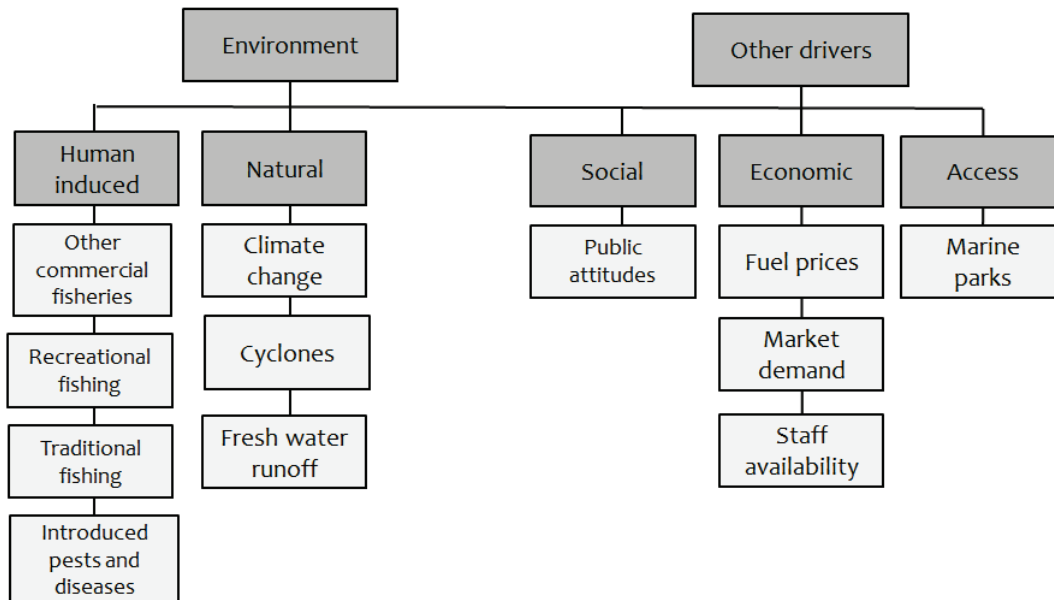 Environment
Other drivers
Human
induced
Natural
Social
Economic
Access
Other
commercial
fisheries
Climate
change
Public
attitudes
Fuel prices
Marine
parks
Recreational
fishing
Cyclones
Market
demand
Traditional
fishing
Fresh water
runoff
Staff
availability
Introduced
pests and
diseases